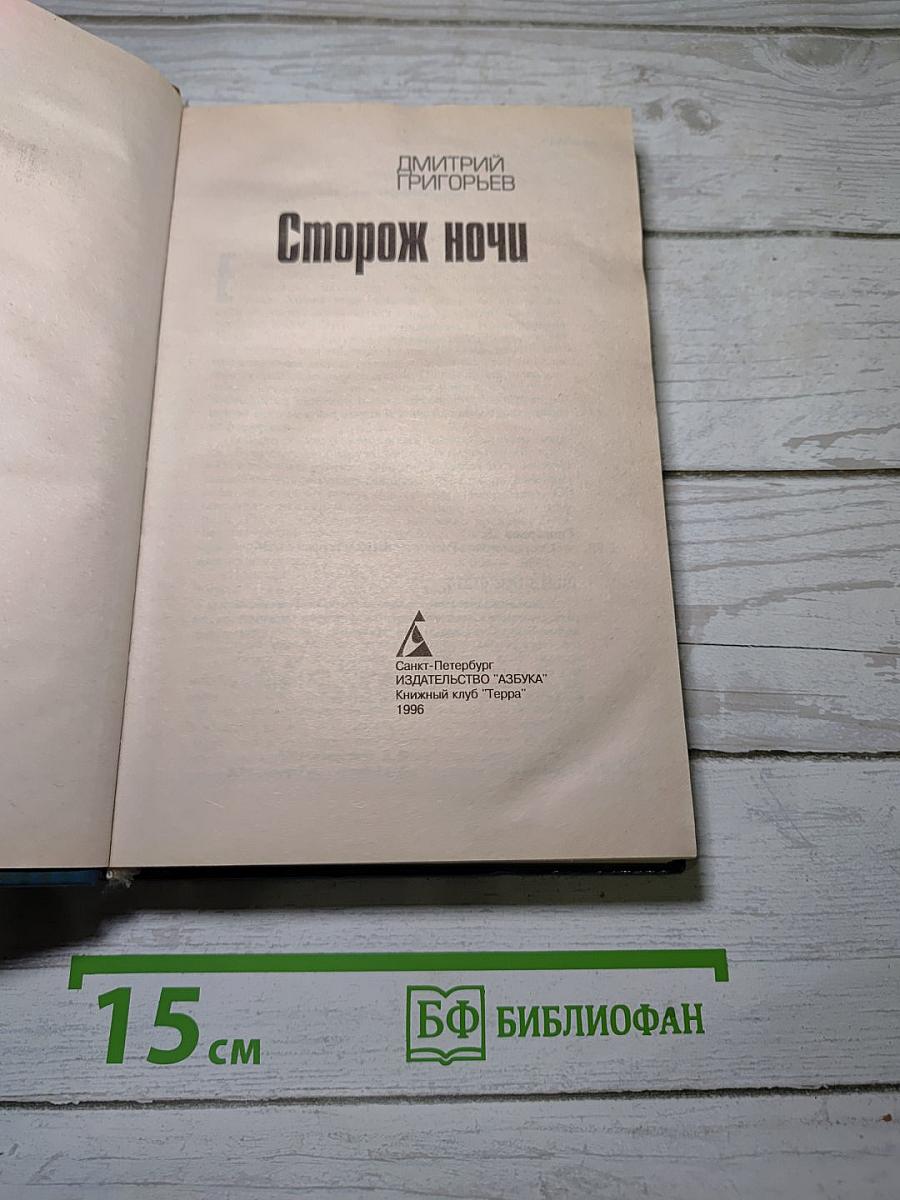 ДМИТРИЙ
ГРИГОРЬЕВ
Сторож ночи
Санкт-Петербург
ИЗДАТЕЛЬСТВО "АЗБУКА"
Книжный клуб "Терра"
1996
15 см
БФ БИБЛИОФАН